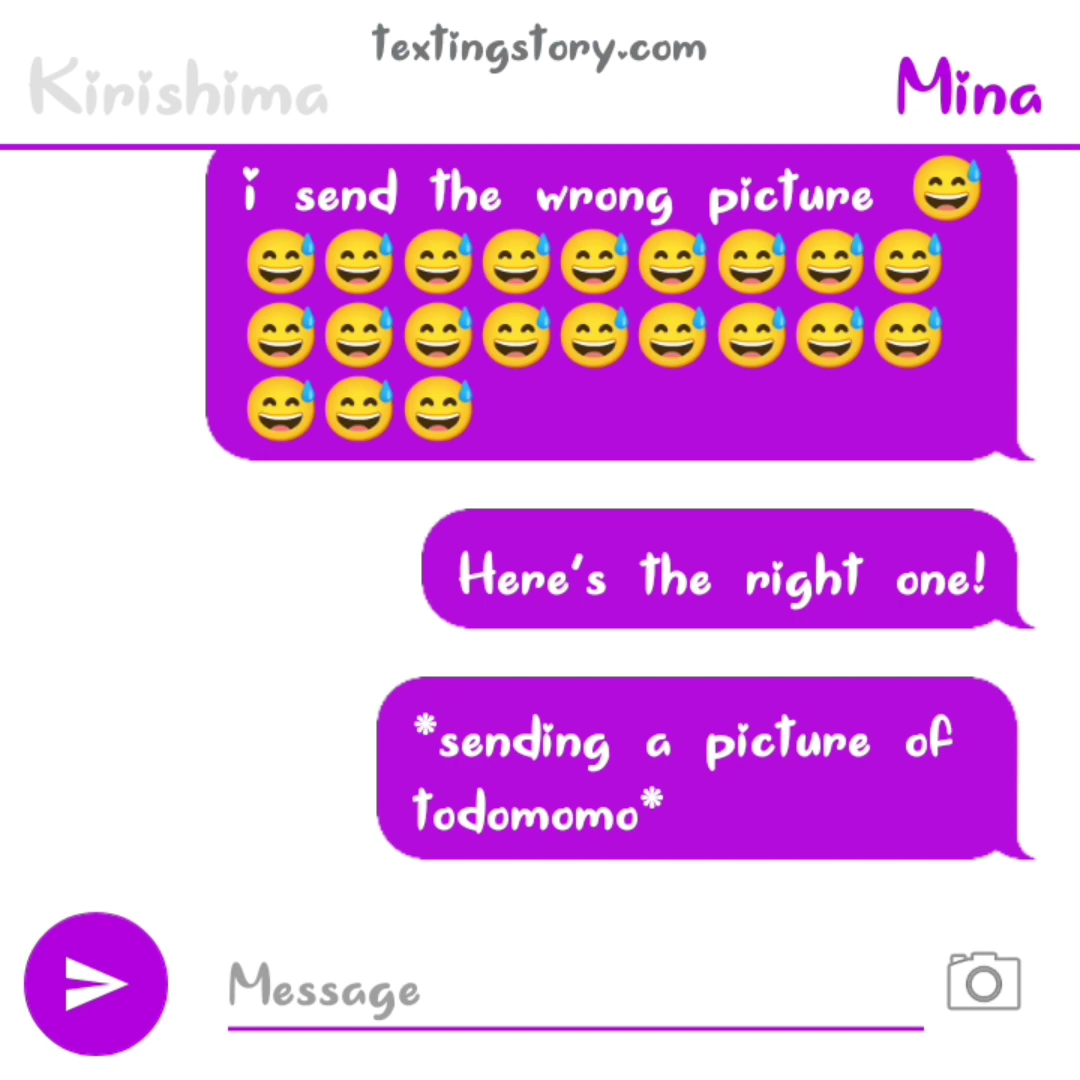 textingstory.com
Kirishima
Mina
i send the wrong picture 😅
😅😅😅😅😅😅😅😅😅
😅😅😅😅😅😅😅😅😅
😅😅😅
Here's the right one!
*sending a picture of
todomomo*
Message